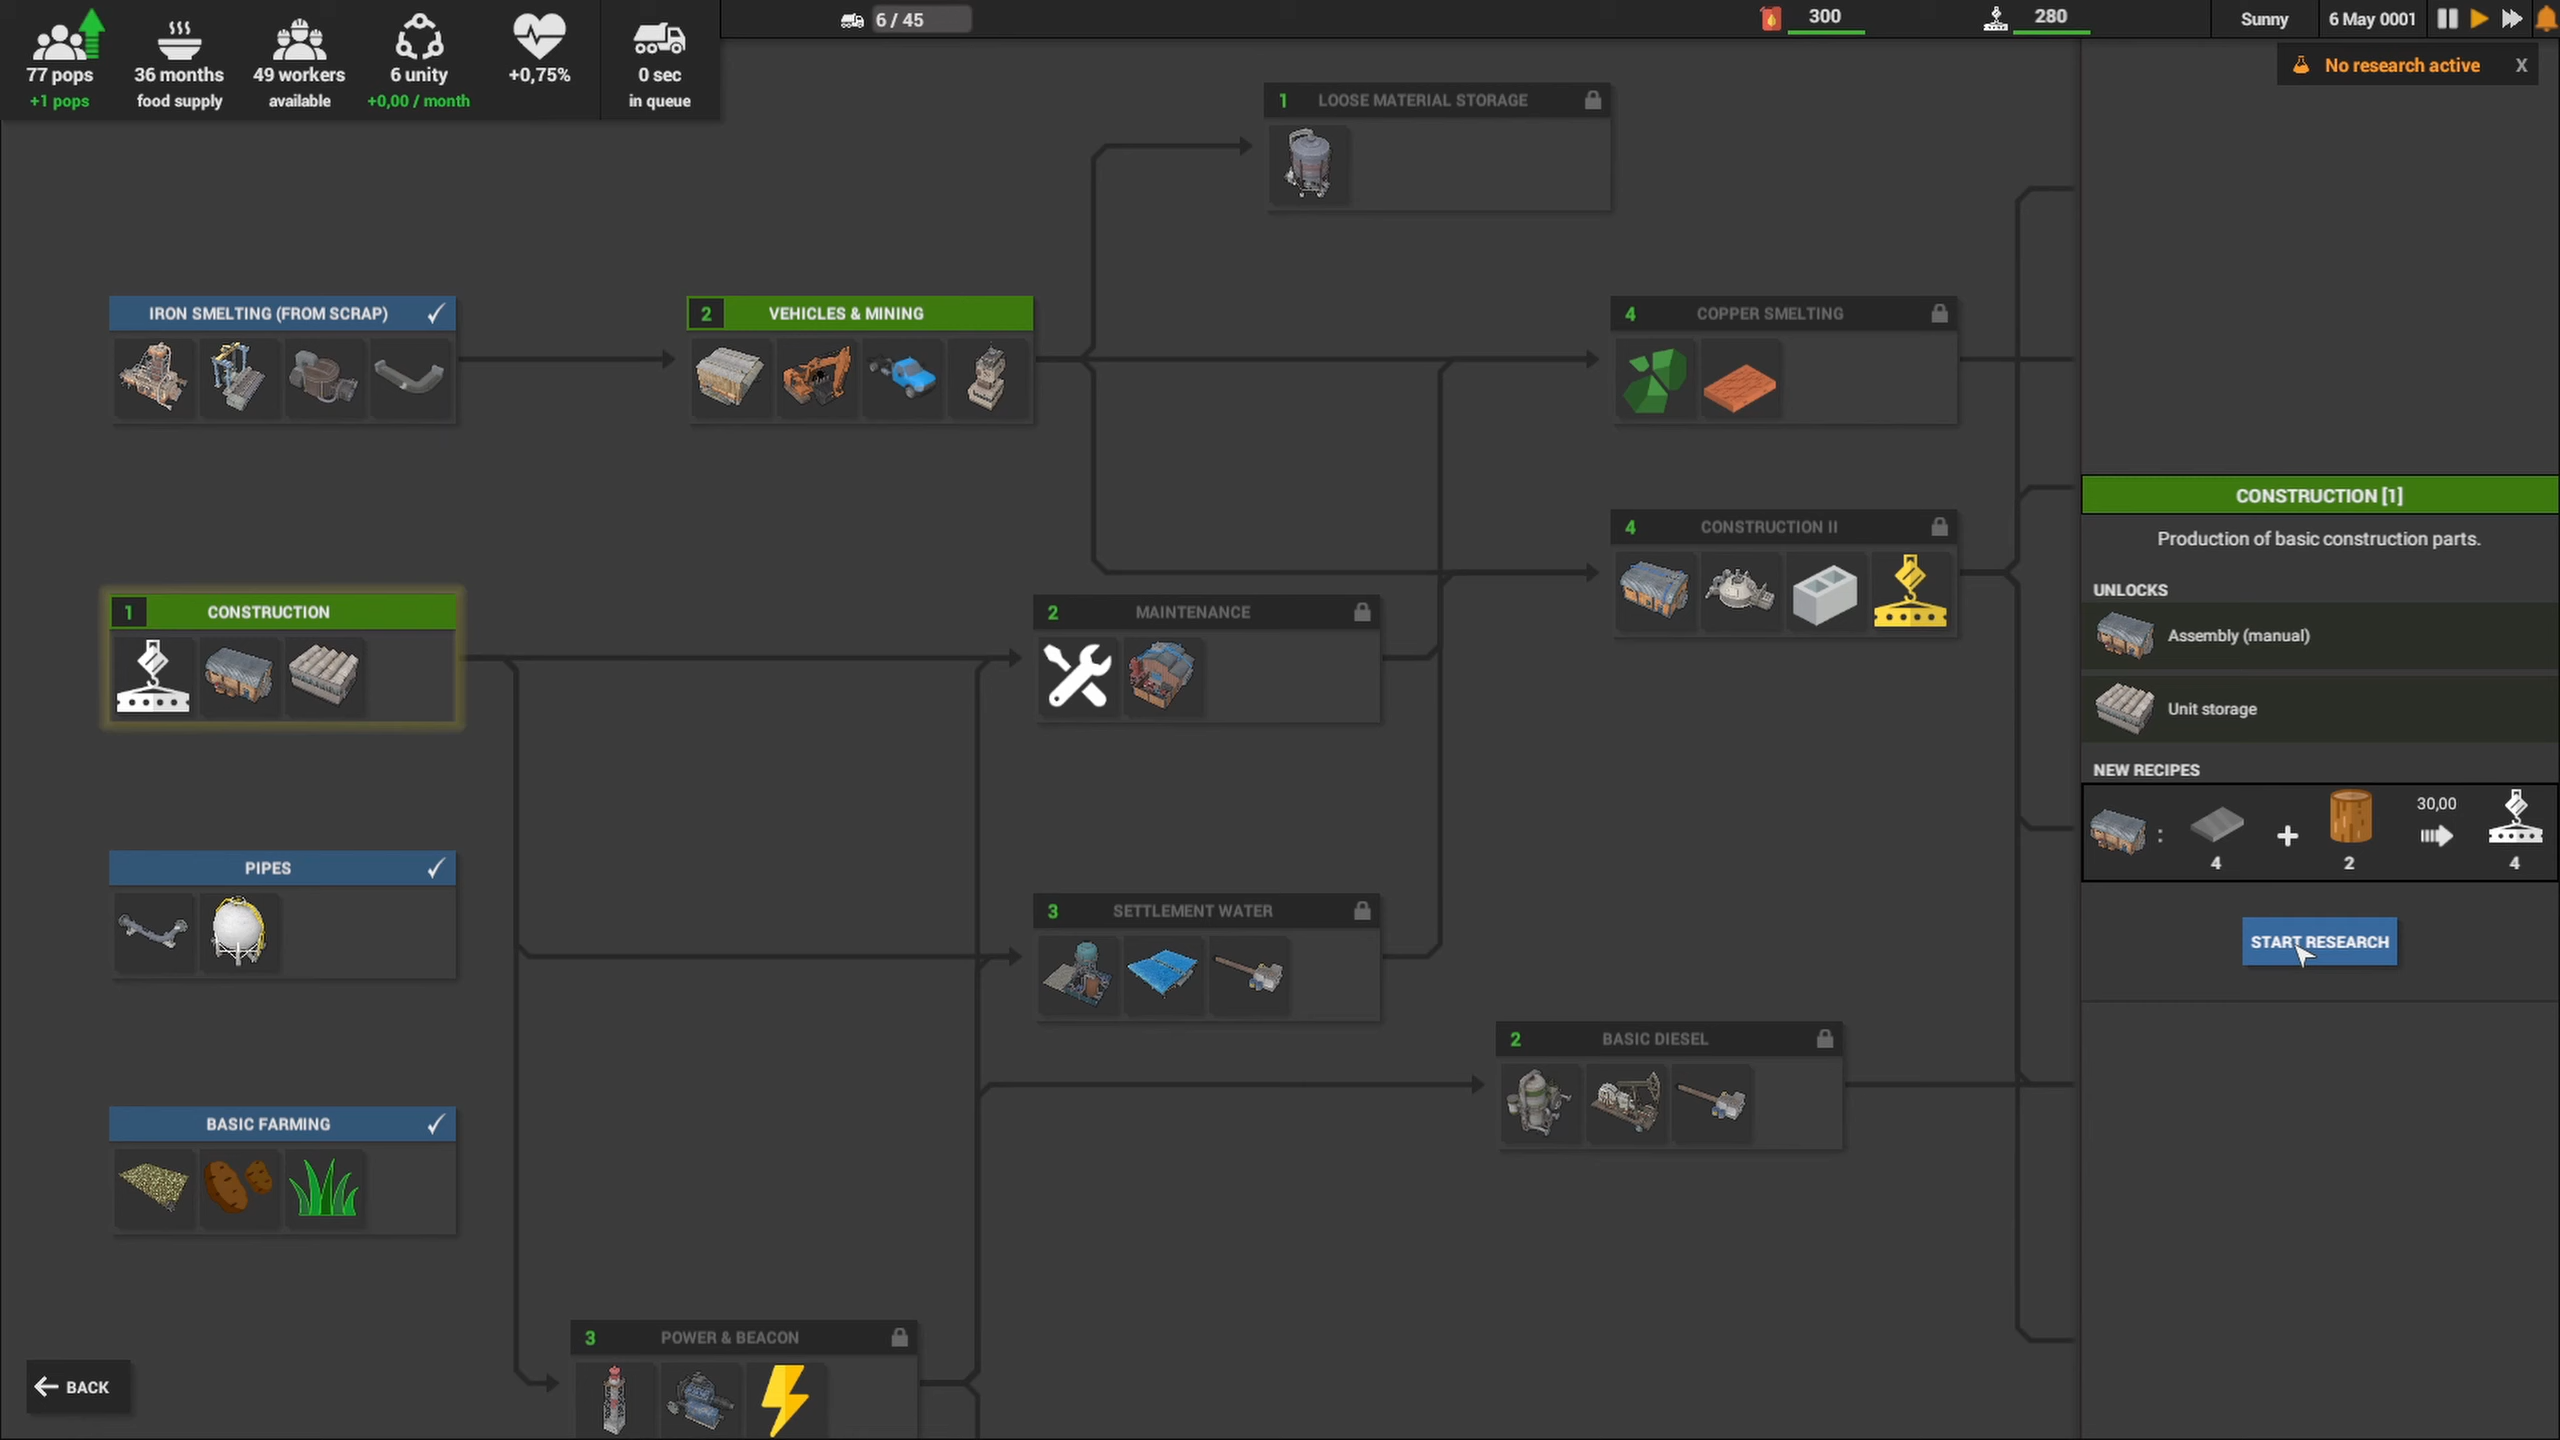 77 pops
+1 pops
36 months
food supply
49 workers
available
6 unity
+0,00 / month
+0,75%
0 sec
in queue
6 / 45
300
280
Sunny
6 May 0001
No research active
X
1 LOOSE MATERIAL STORAGE
IRON SMELTING (FROM SCRAP)
2 VEHICLES & MINING
4 COPPER SMELTING
4 CONSTRUCTION II
1 CONSTRUCTION
2 MAINTENANCE
PIPES
3 SETTLEMENT WATER
2 BASIC DIESEL
BASIC FARMING
3 POWER & BEACON
BACK
CONSTRUCTION [1]
Production of basic construction parts.
UNLOCKS
Assembly (manual)
Unit storage
NEW RECIPES
30,00
: + 
4 2 4
START RESEARCH